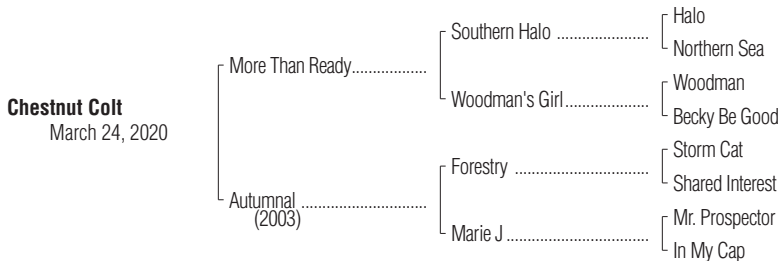 Halo
Southern Halo ..................
Northern Sea
More Than Ready..............
Woodman
Woodman's Girl ................
Becky Be Good
Chestnut Colt
March 24, 2020
Storm Cat
Forestry ..........................
Shared Interest
Autumnal ........................
(2003)
Mr. Prospector
Marie J ............................
In My Cap